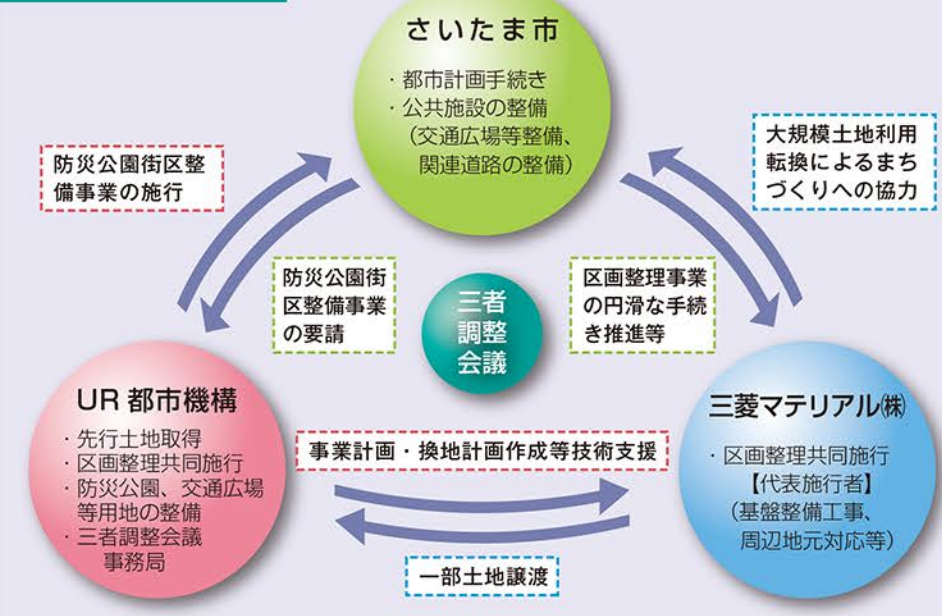 さいたま市
・都市計画手続き
・公共施設の整備
(交通広場等整備、
関連道路の整備)
防災公園街区整
備事業の施行
大規模土地利用
転換によるまち
づくりへの協力
防災公園街
区整備事業
の要請
三者
調整
会議
区画整理事業
の円滑な手続
き推進等
UR 都市機構
・先行土地取得
・区画整理共同施行
・防災公園、交通広場
等用地の整備
・三者調整会議
事務局
事業計画・換地計画作成等技術支援
一部土地譲渡
三菱マテリアル㈱
・区画整理共同施行
【代表施行者】
(基盤整備工事、
周辺地元対応等)